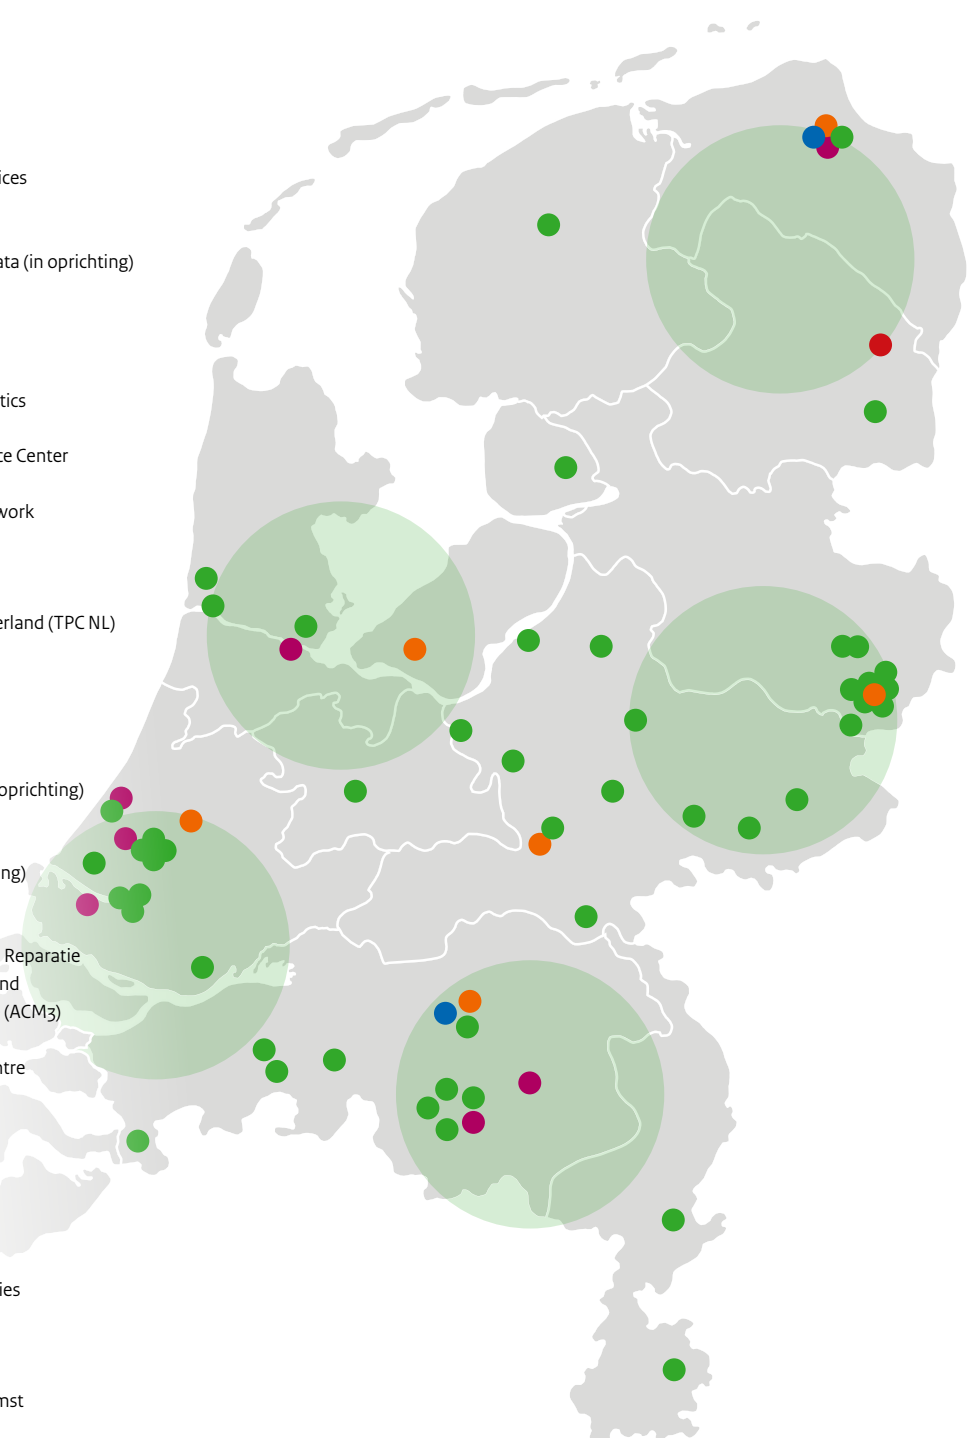 ices
ata (in oprichting)
tics
ce Center
work
erland (TPC NL)
oprichting)
ng)
Reparatie
nd
(ACM3)
ntre
ies
nst